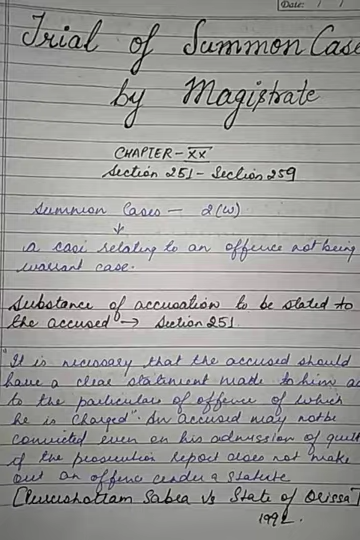 Date: / /
Trial of Summon Case
by Magistrate
CHAPTER - XX
Section 251 - Section 259
Summon Cases - 2(w)
↓
a case relating to an offence not being
warrant case.
Substance of accusation to be stated to
the accused → Section 251
"It is necessary that the accused should
have a clear statement made to him as
to the particulars of offence of which
he is charged". An accused may not be
convicted even on his admission of guilt
if the prosecution report does not make
out an offence under a statute
[Purushottam Sabra vs State of Orissa]
1992.